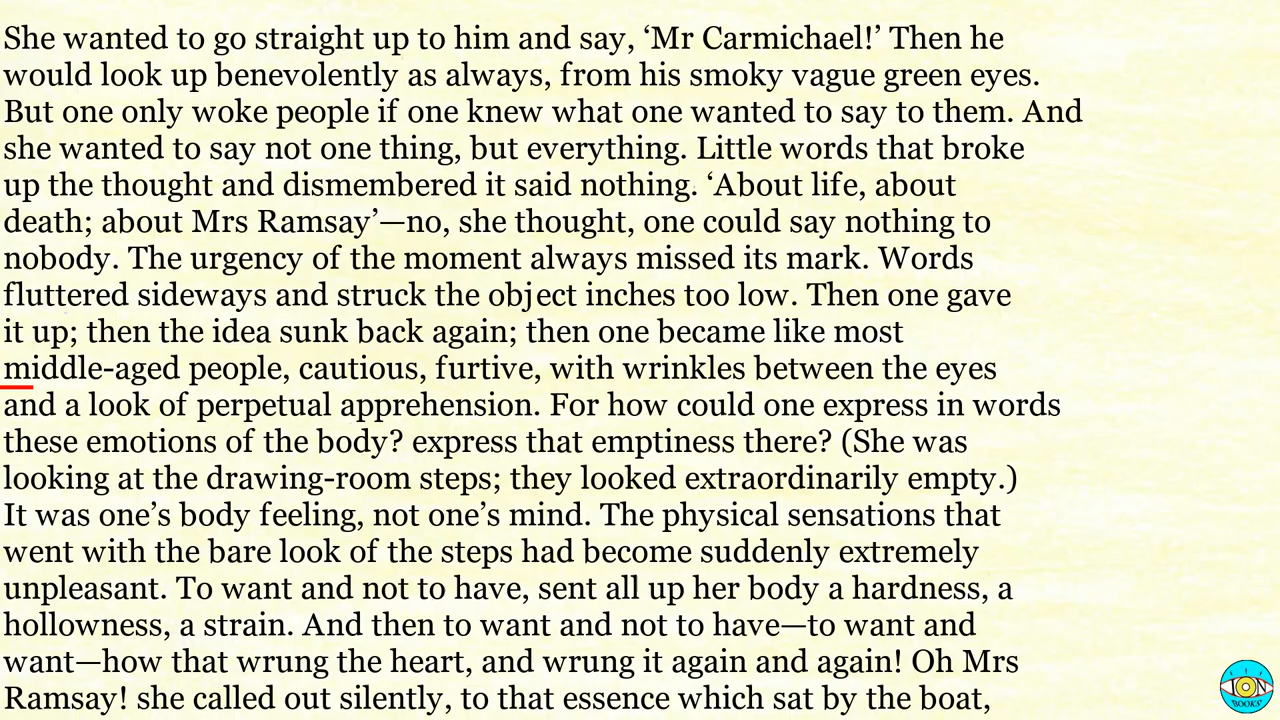 She wanted to go straight up to him and say, ‘Mr Carmichael!’ Then he
would look up benevolently as always, from his smoky vague green eyes.
But one only woke people if one knew what one wanted to say to them. And
she wanted to say not one thing, but everything. Little words that broke
up the thought and dismembered it said nothing. ‘About life, about
death; about Mrs Ramsay’—no, she thought, one could say nothing to
nobody. The urgency of the moment always missed its mark. Words
fluttered sideways and struck the object inches too low. Then one gave
it up; then the idea sunk back again; then one became like most
middle-aged people, cautious, furtive, with wrinkles between the eyes
and a look of perpetual apprehension. For how could one express in words
these emotions of the body? express that emptiness there? (She was
looking at the drawing-room steps; they looked extraordinarily empty.)
It was one’s body feeling, not one’s mind. The physical sensations that
went with the bare look of the steps had become suddenly extremely
unpleasant. To want and not to have, sent all up her body a hardness, a
hollowness, a strain. And then to want and not to have—to want and
want—how that wrung the heart, and wrung it again and again! Oh Mrs
Ramsay! she called out silently, to that essence which sat by the boat,
ION
BOOKS